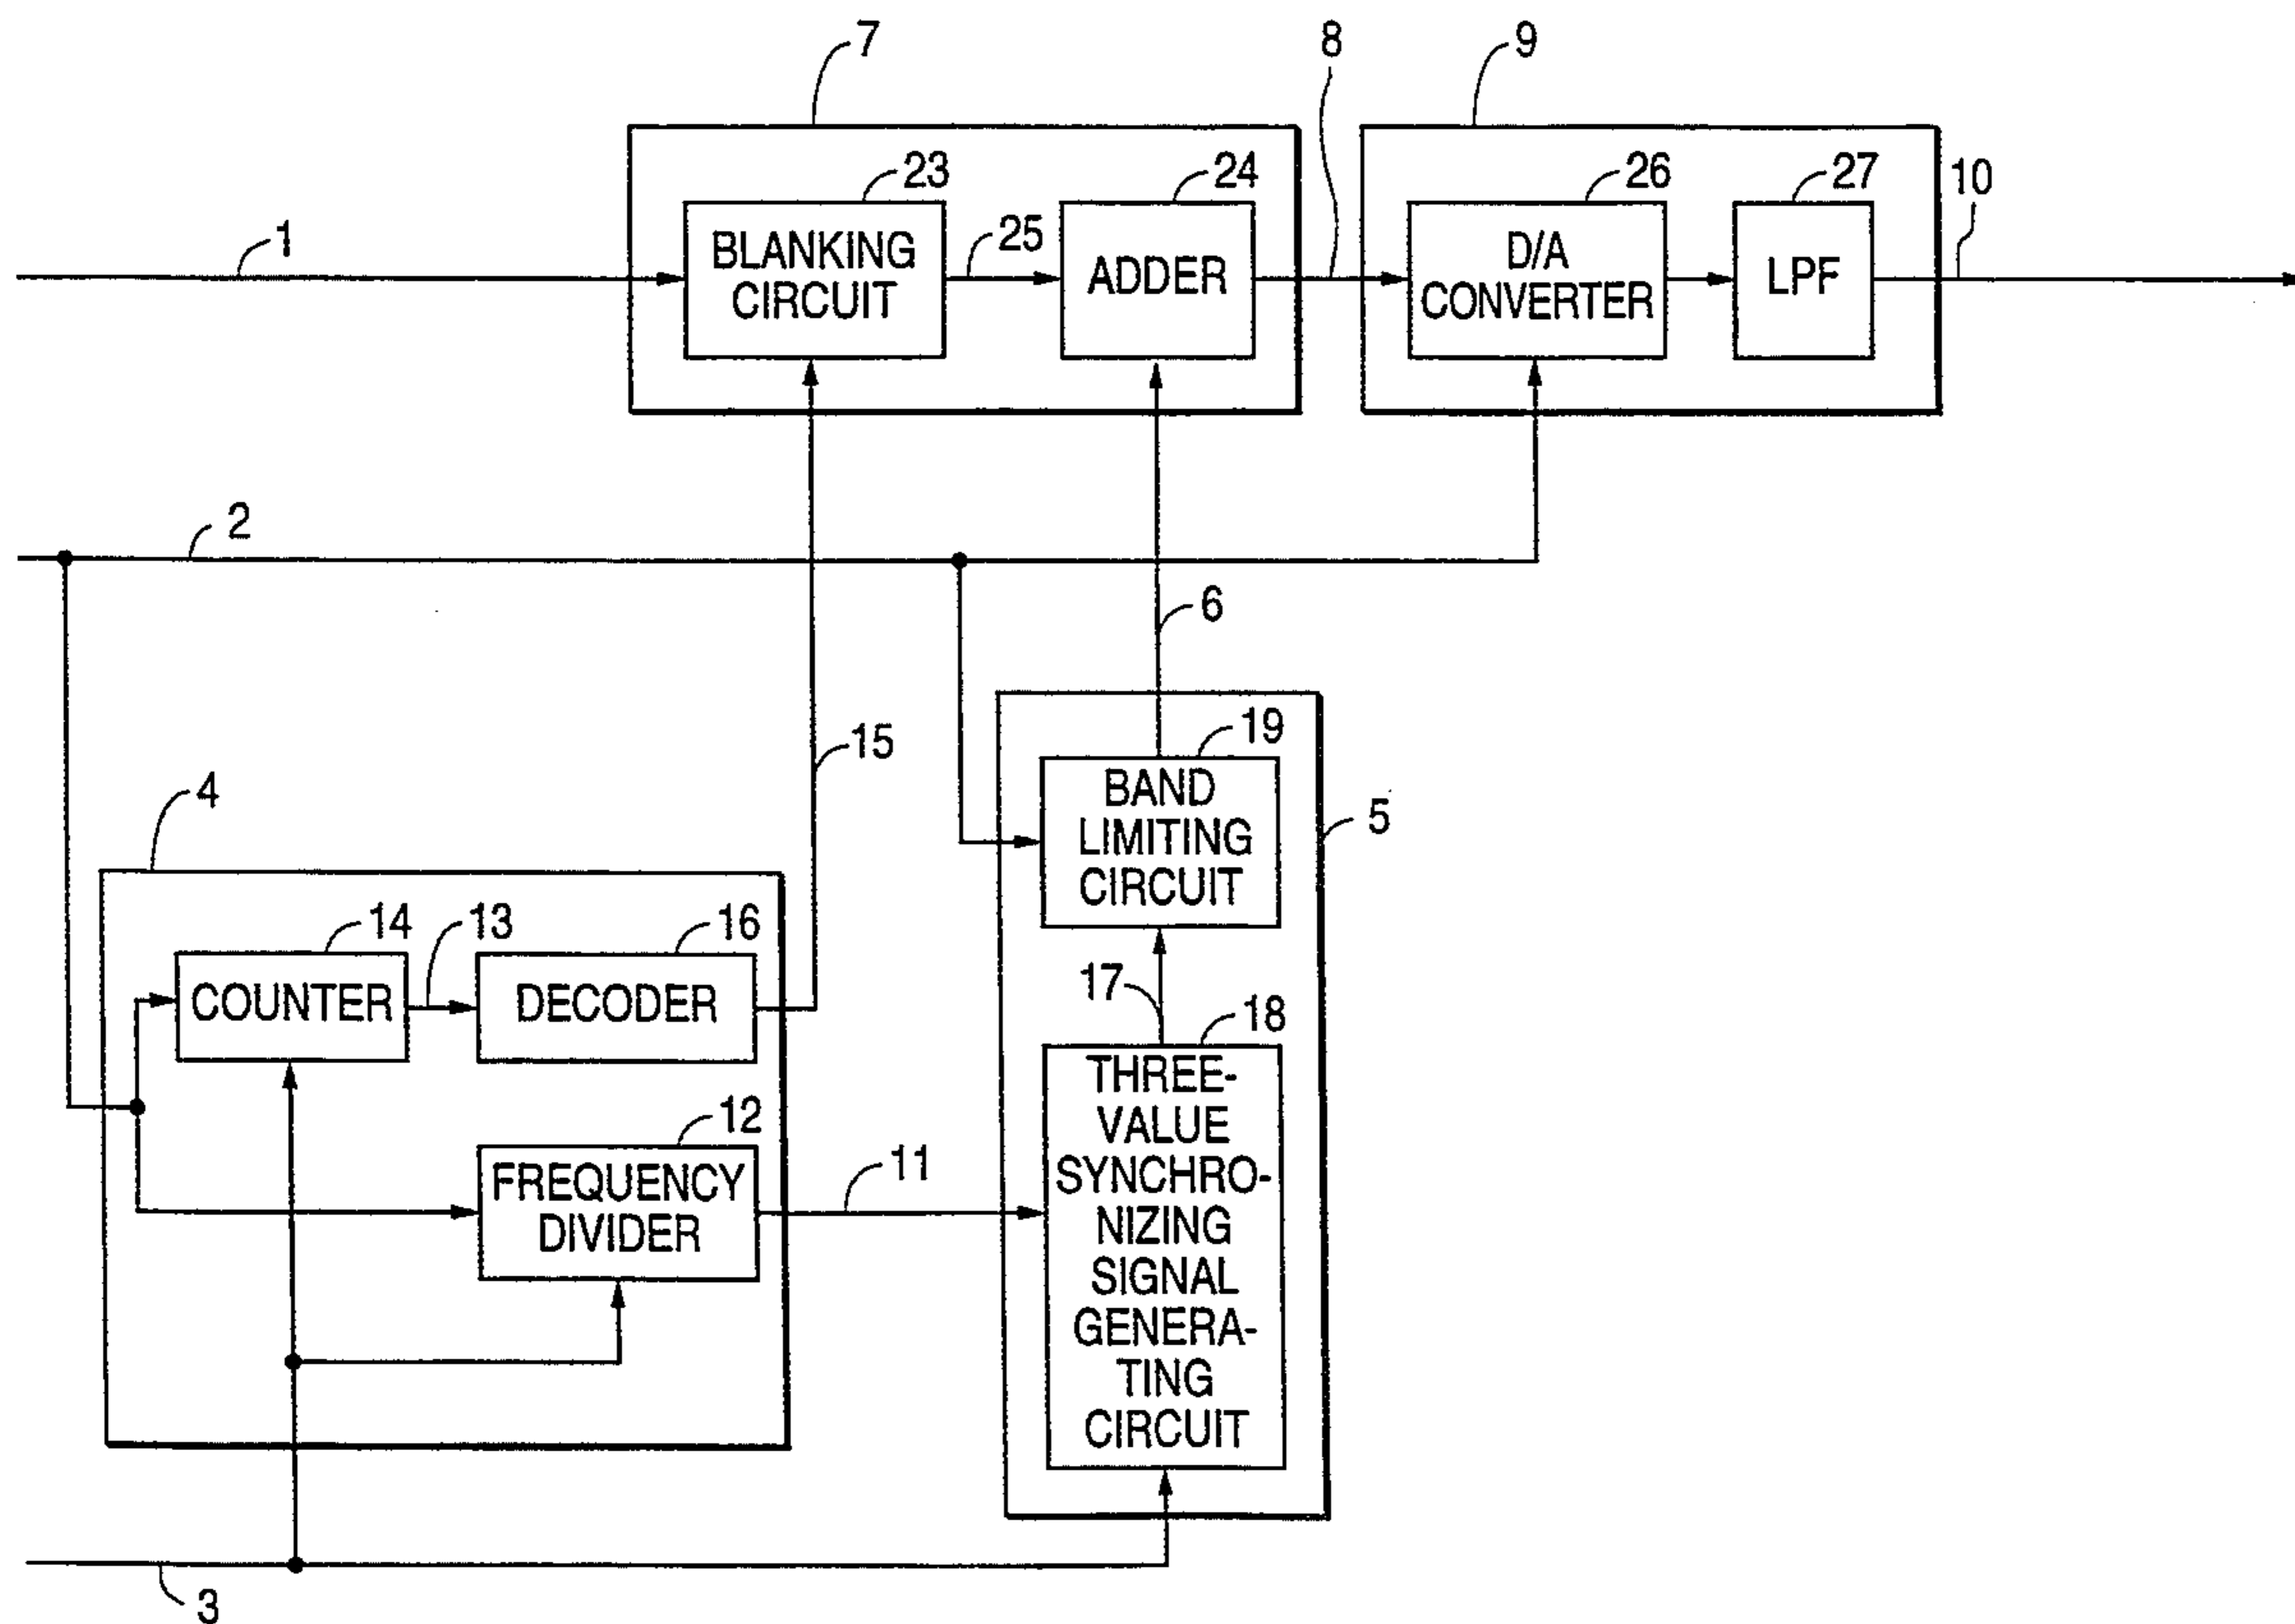 7
8
9
23
24
26
27
10
1
BLANKING
CIRCUIT
25
ADDER
D/A
CONVERTER
LPF
2
6
15
19
4
BAND
LIMITING
CIRCUIT
5
14
13
16
COUNTER
DECODER
17
18
12
FREQUENCY
DIVIDER
11
THREE-
VALUE
SYNCHRO-
NIZING
SIGNAL
GENERA-
TING
CIRCUIT
3